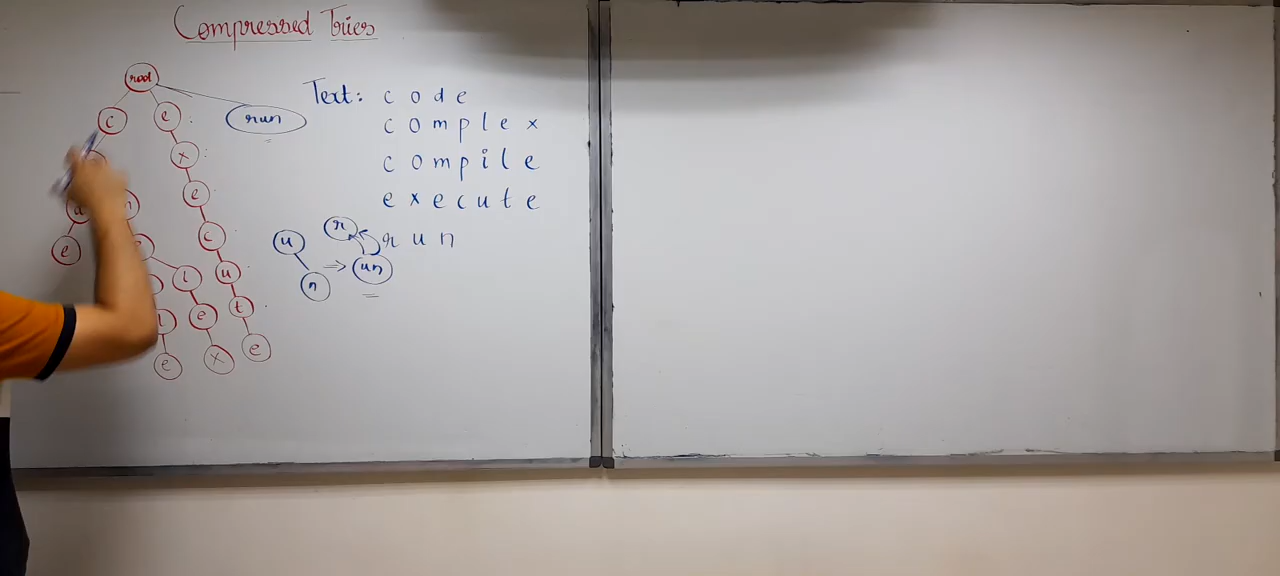 Compressed Tries
root
c e run
x
e
c
u
t
e
e
l
e
x
l
e
Text: c o d e
c o m p l e x
c o m p i l e
e x e c u t e
r u n
r
u
n ⇒ un